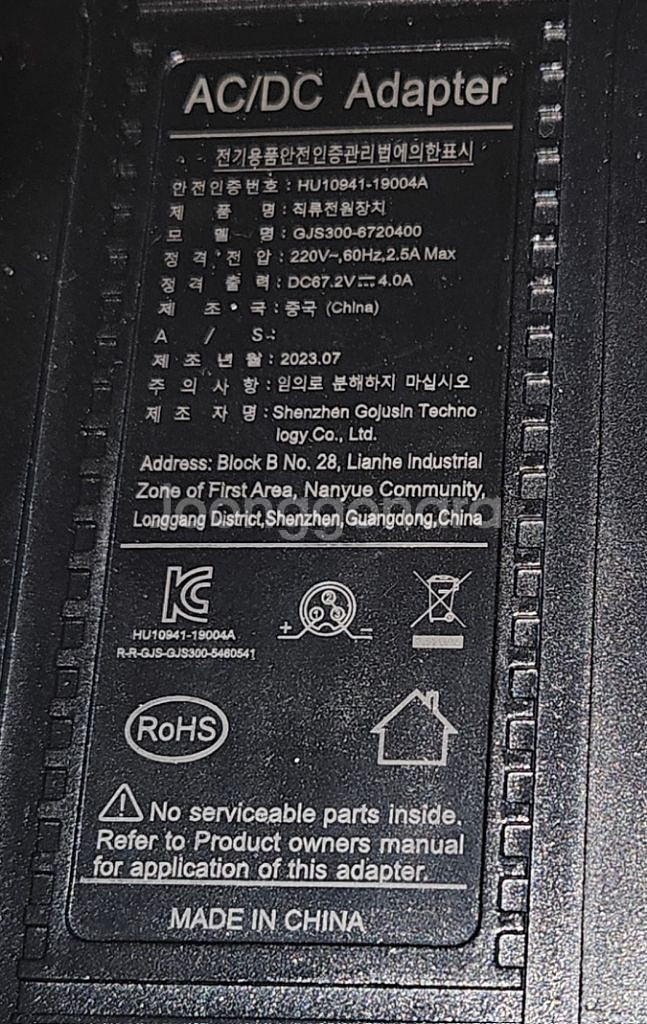 AC/DC Adapter
전기용품안전인증관리법에의한표시
안전인증번호 : HU10941-19004A
제 품 명 : 직류전원장치
모 델 명 : GJS300-6720400
정 격 전 압 : 220V~,60Hz,2.5A Max
정 격 출 력 : DC67.2V⎓4.0A
제 조 국 : 중국 (China)
A / S :
제 조 년 월 : 2023.07
주 의 사 항 : 임의로 분해하지 마십시오
제 조 자 명 : Shenzhen Gojusin Techno
logy Co., Ltd.
Address: Block B No. 28, Lianhe Industrial
Zone of First Area, Nanyue Community,
Longgang District,Shenzhen,Guangdong,China
HU10941-19004A
R-R-GJS-GJS300-5460541
+ 1 2 3 −
RoHS
No serviceable parts inside.
Refer to Product owners manual
for application of this adapter.
MADE IN CHINA